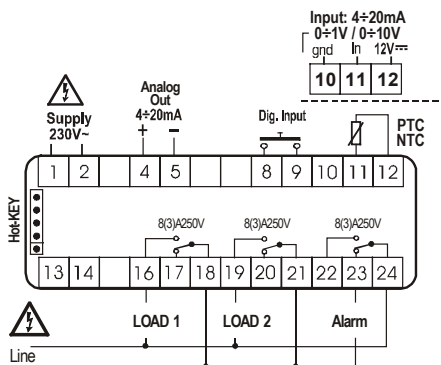 Input: 4÷20mA
0÷1V / 0÷10V
gnd In 12V
10 11 12
Supply
230V~
Analog
Out
4÷20mA
+ -
Dig. Input
PTC
NTC
1 2 4 5 8 9 10 11 12
Hot-KEY
8(3)A250V 8(3)A250V 8(3)A250V
13 14 16 17 18 19 20 21 22 23 24
LOAD 1 LOAD 2 Alarm
Line